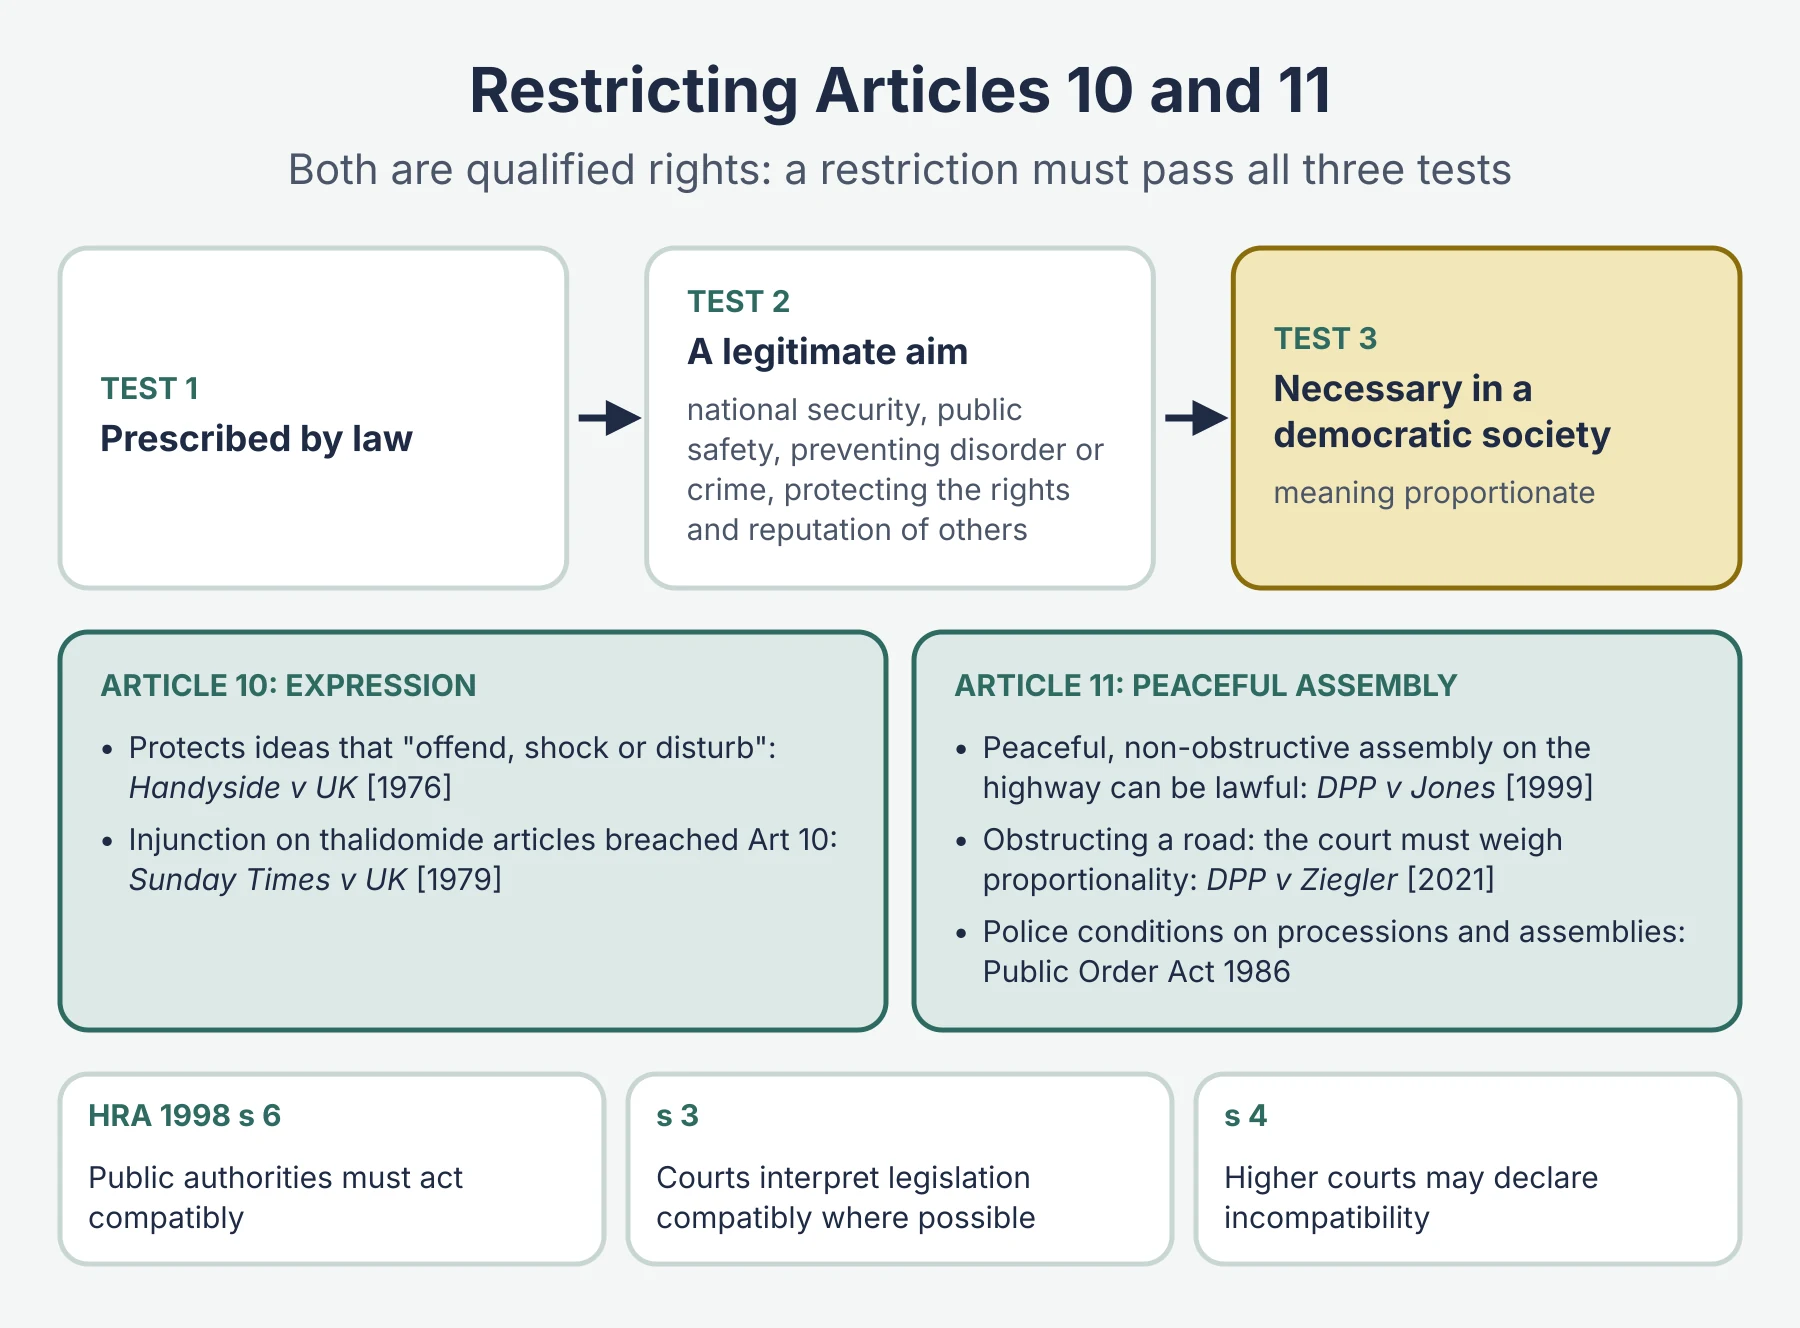 Restricting Articles 10 and 11
Both are qualified rights: a restriction must pass all three tests
TEST 1
Prescribed by law
TEST 2
A legitimate aim
national security, public
safety, preventing disorder or
crime, protecting the rights
and reputation of others
TEST 3
Necessary in a
democratic society
meaning proportionate
ARTICLE 10: EXPRESSION
• Protects ideas that "offend, shock or disturb":
Handyside v UK [1976]
• Injunction on thalidomide articles breached Art 10:
Sunday Times v UK [1979]
ARTICLE 11: PEACEFUL ASSEMBLY
• Peaceful, non-obstructive assembly on the
highway can be lawful: DPP v Jones [1999]
• Obstructing a road: the court must weigh
proportionality: DPP v Ziegler [2021]
• Police conditions on processions and assemblies:
Public Order Act 1986
HRA 1998 s 6
Public authorities must act
compatibly
s 3
Courts interpret legislation
compatibly where possible
s 4
Higher courts may declare
incompatibility